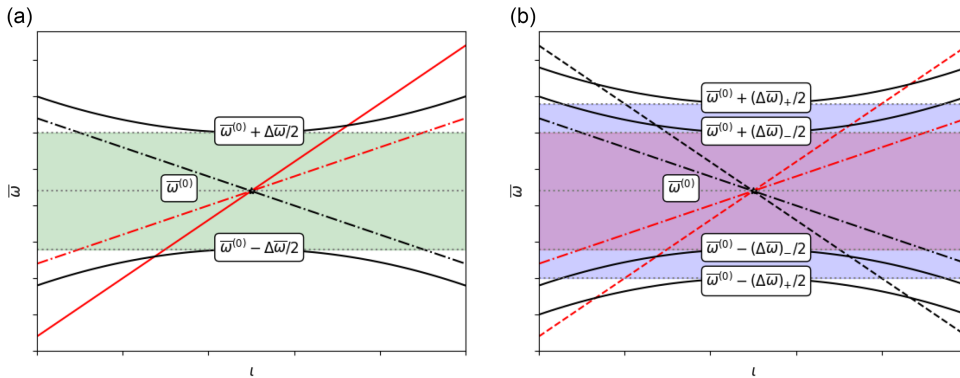 (a)
ω̅⁽⁰⁾ + Δω̅/2
ω̅⁽⁰⁾
ω̅⁽⁰⁾ − Δω̅/2
ω̅
ι
(b)
ω̅⁽⁰⁾ + (Δω̅)₊/2
ω̅⁽⁰⁾ + (Δω̅)₋/2
ω̅⁽⁰⁾
ω̅⁽⁰⁾ − (Δω̅)₋/2
ω̅⁽⁰⁾ − (Δω̅)₊/2
ω̅
ι